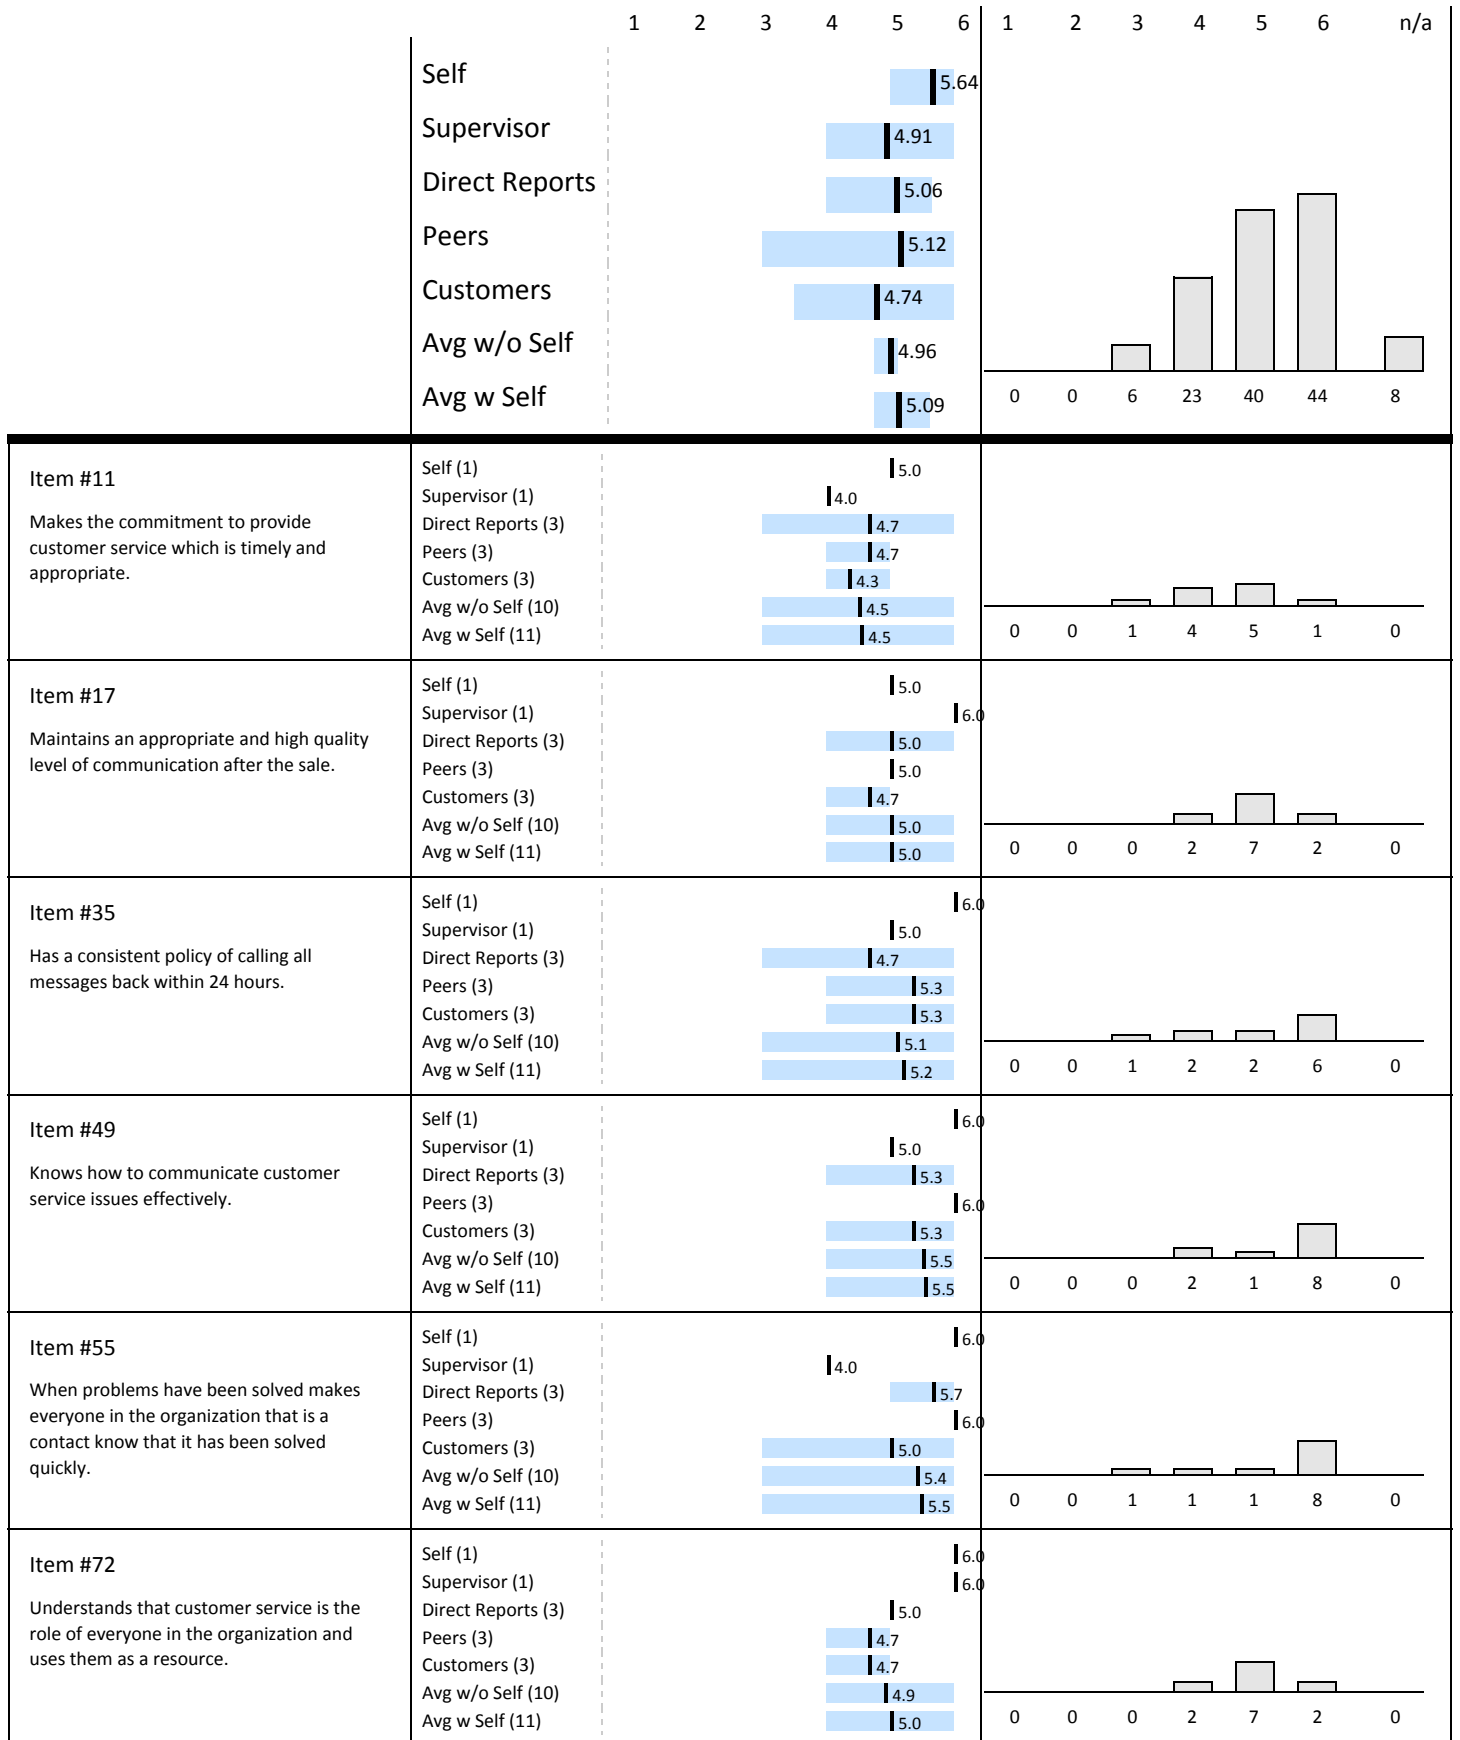 1 2 3 4 5 6 1 2 3 4 5 6 n/a
Self 5.64
Supervisor 4.91
Direct Reports 5.06
Peers 5.12
Customers 4.74
Avg w/o Self 4.96
Avg w Self 5.09
0 0 6 23 40 44 8
Item #11
Makes the commitment to provide
customer service which is timely and
appropriate.
Self (1) 5.0
Supervisor (1) 4.0
Direct Reports (3) 4.7
Peers (3) 4.7
Customers (3) 4.3
Avg w/o Self (10) 4.5
Avg w Self (11) 4.5
0 0 1 4 5 1 0
Item #17
Maintains an appropriate and high quality
level of communication after the sale.
Self (1) 5.0
Supervisor (1) 6.0
Direct Reports (3) 5.0
Peers (3) 5.0
Customers (3) 4.7
Avg w/o Self (10) 5.0
Avg w Self (11) 5.0
0 0 0 2 7 2 0
Item #35
Has a consistent policy of calling all
messages back within 24 hours.
Self (1) 6.0
Supervisor (1) 5.0
Direct Reports (3) 4.7
Peers (3) 5.3
Customers (3) 5.3
Avg w/o Self (10) 5.1
Avg w Self (11) 5.2
0 0 1 2 2 6 0
Item #49
Knows how to communicate customer
service issues effectively.
Self (1) 6.0
Supervisor (1) 5.0
Direct Reports (3) 5.3
Peers (3) 6.0
Customers (3) 5.3
Avg w/o Self (10) 5.5
Avg w Self (11) 5.5
0 0 0 2 1 8 0
Item #55
When problems have been solved makes
everyone in the organization that is a
contact know that it has been solved
quickly.
Self (1) 6.0
Supervisor (1) 4.0
Direct Reports (3) 5.7
Peers (3) 6.0
Customers (3) 5.0
Avg w/o Self (10) 5.4
Avg w Self (11) 5.5
0 0 1 1 1 8 0
Item #72
Understands that customer service is the
role of everyone in the organization and
uses them as a resource.
Self (1) 6.0
Supervisor (1) 6.0
Direct Reports (3) 5.0
Peers (3) 4.7
Customers (3) 4.7
Avg w/o Self (10) 4.9
Avg w Self (11) 5.0
0 0 0 2 7 2 0